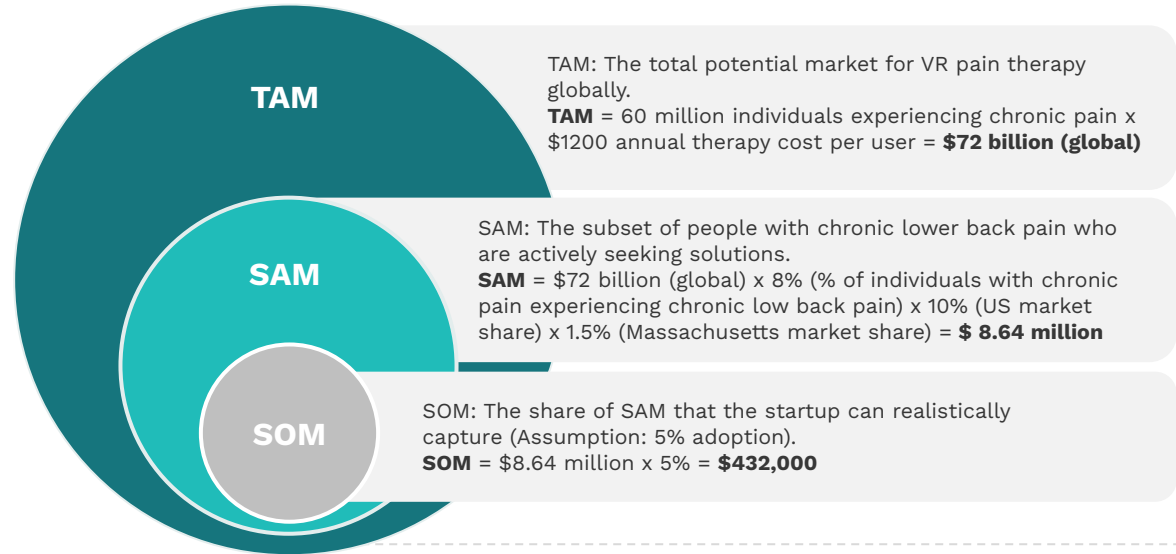 TAM
TAM: The total potential market for VR pain therapy
globally.
TAM = 60 million individuals experiencing chronic pain x
$1200 annual therapy cost per user = $72 billion (global)
SAM
SAM: The subset of people with chronic lower back pain who
are actively seeking solutions.
SAM = $72 billion (global) x 8% (% of individuals with chronic
pain experiencing chronic low back pain) x 10% (US market
share) x 1.5% (Massachusetts market share) = $ 8.64 million
SOM
SOM: The share of SAM that the startup can realistically
capture (Assumption: 5% adoption).
SOM = $8.64 million x 5% = $432,000